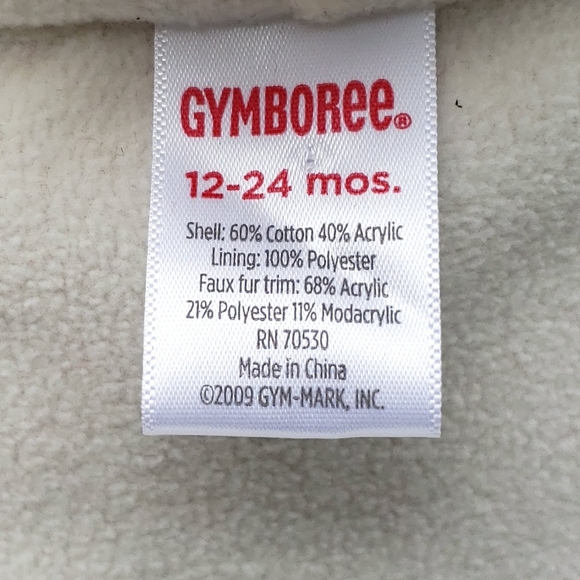 GYMBOREE®
12-24 mos.
Shell: 60% Cotton 40% Acrylic
Lining: 100% Polyester
Faux fur trim: 68% Acrylic
21% Polyester 11% Modacrylic
RN 70530
Made in China
©2009 GYM-MARK, INC.